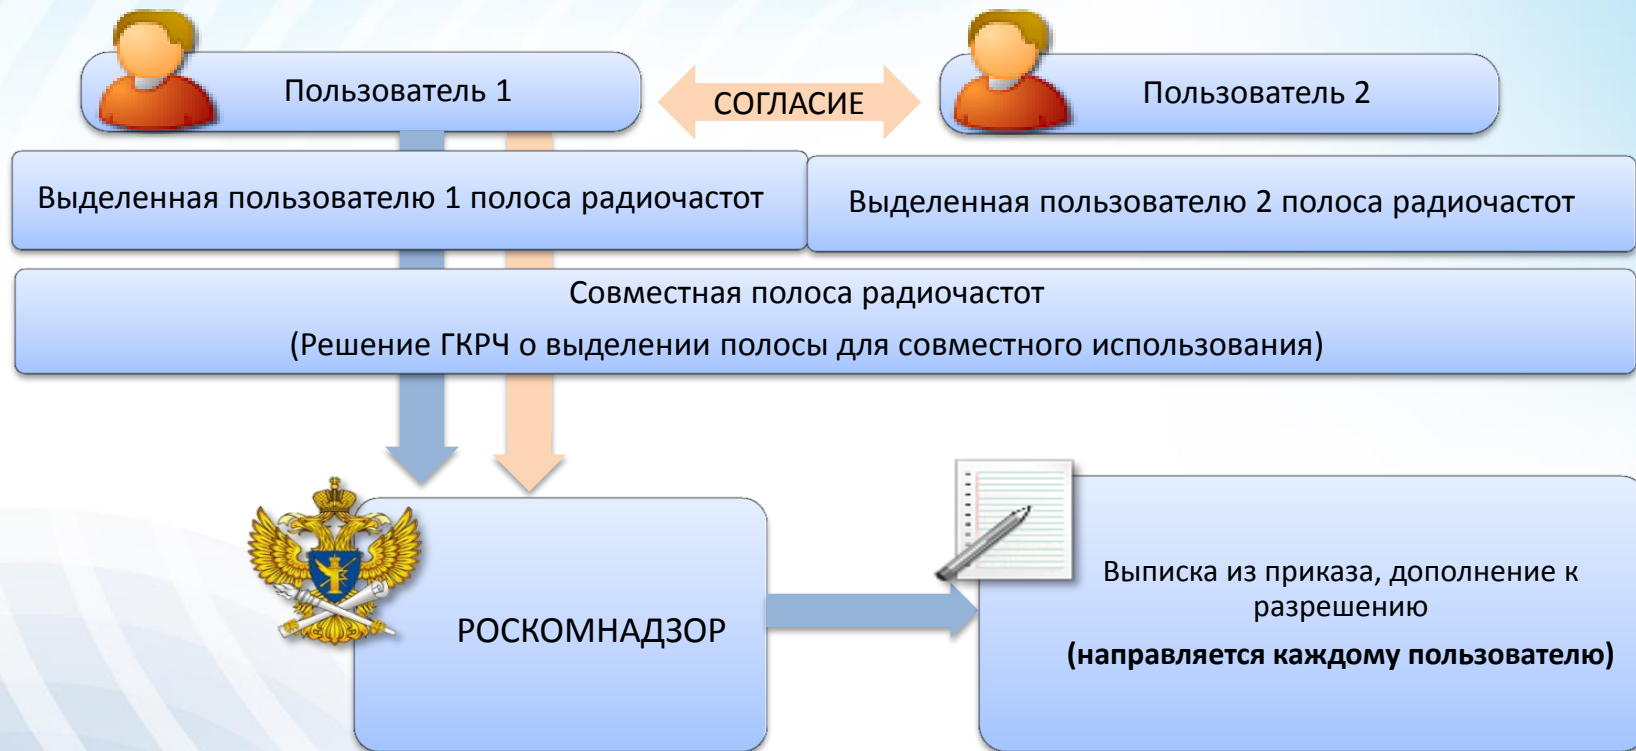 Пользователь 1
СОГЛАСИЕ
Пользователь 2
Выделенная пользователю 1 полоса радиочастот
Выделенная пользователю 2 полоса радиочастот
Совместная полоса радиочастот
(Решение ГКРЧ о выделении полосы для совместного использования)
РОСКОМНАДЗОР
Выписка из приказа, дополнение к
разрешению
(направляется каждому пользователю)